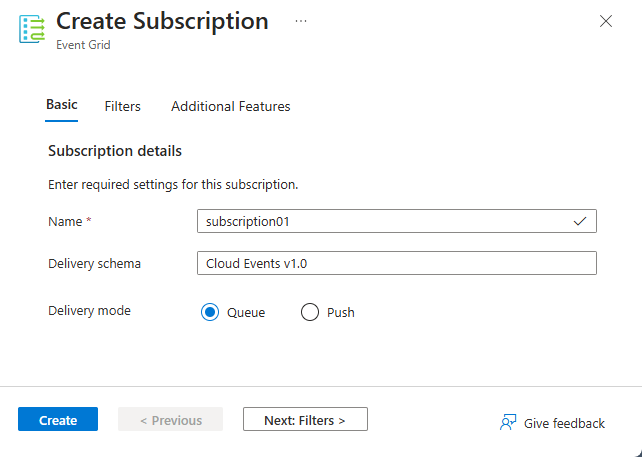 Create Subscription ...
Event Grid
Basic Filters Additional Features
Subscription details
Enter required settings for this subscription.
Name * subscription01
Delivery schema Cloud Events v1.0
Delivery mode Queue Push
Create < Previous Next: Filters > Give feedback